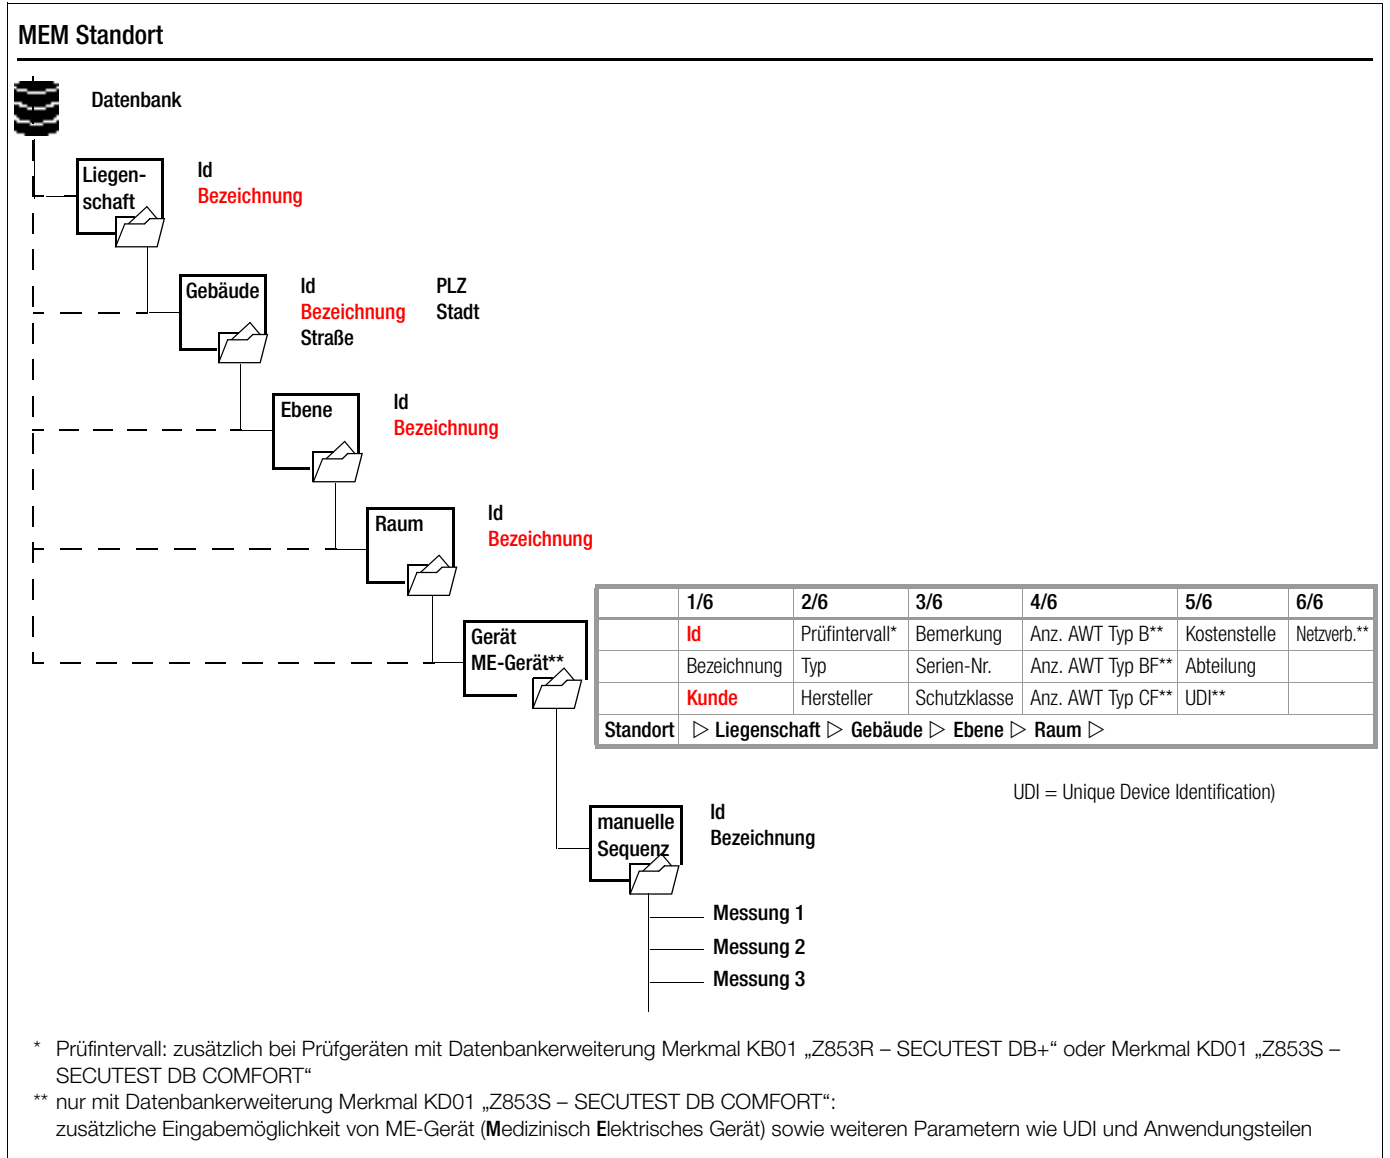 MEM Standort
Datenbank
Liegen-
schaft
Id
Bezeichnung
Gebäude
Id
Bezeichnung
Straße
PLZ
Stadt
Ebene
Id
Bezeichnung
Raum
Id
Bezeichnung
Gerät
ME-Gerät**
1/6 2/6 3/6 4/6 5/6 6/6
Id Prüfintervall* Bemerkung Anz. AWT Typ B** Kostenstelle Netzverb.**
Bezeichnung Typ Serien-Nr. Anz. AWT Typ BF** Abteilung
Kunde Hersteller Schutzklasse Anz. AWT Typ CF** UDI**
Standort ▷ Liegenschaft ▷ Gebäude ▷ Ebene ▷ Raum ▷
UDI = Unique Device Identification)
manuelle
Sequenz
Id
Bezeichnung
Messung 1
Messung 2
Messung 3
* Prüfintervall: zusätzlich bei Prüfgeräten mit Datenbankerweiterung Merkmal KB01 „Z853R – SECUTEST DB+“ oder Merkmal KD01 „Z853S –
SECUTEST DB COMFORT“
** nur mit Datenbankerweiterung Merkmal KD01 „Z853S – SECUTEST DB COMFORT“:
zusätzliche Eingabemöglichkeit von ME-Gerät (Medizinisch Elektrisches Gerät) sowie weiteren Parametern wie UDI und Anwendungsteilen